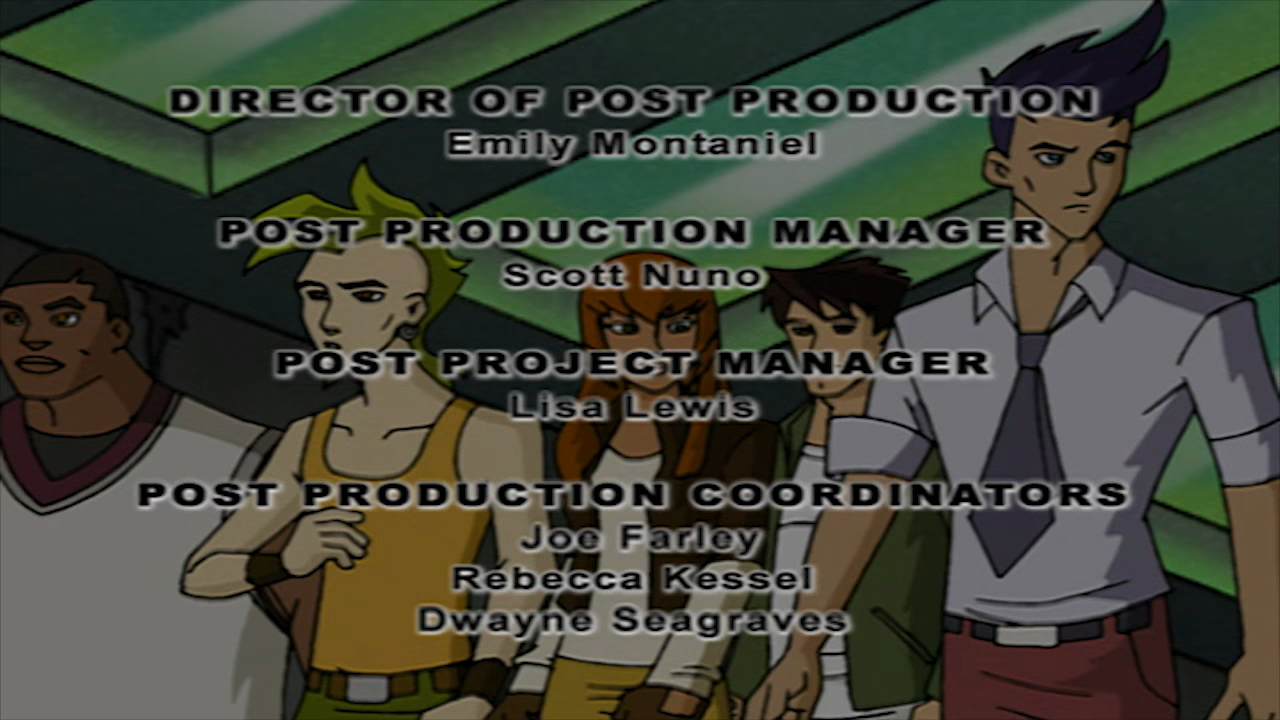 DIRECTOR OF POST PRODUCTION
Emily Montaniel
POST PRODUCTION MANAGER
Scott Nuno
POST PROJECT MANAGER
Lisa Lewis
POST PRODUCTION COORDINATORS
Joe Farley
Rebecca Kessel
Dwayne Seagraves